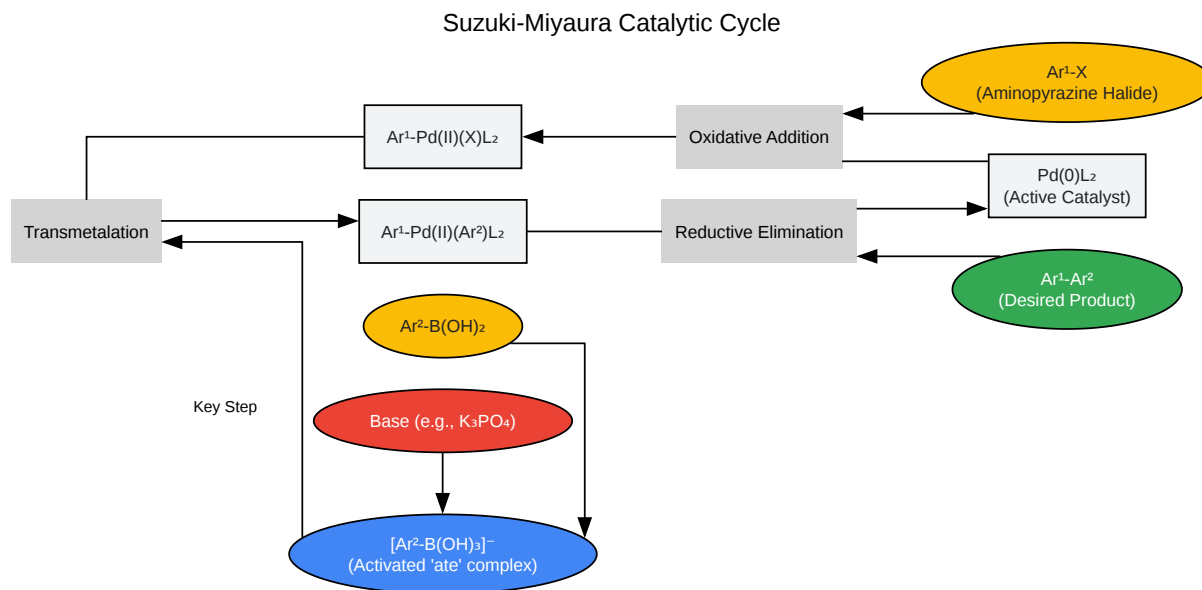 Suzuki-Miyaura Catalytic Cycle
Ar¹-X
(Aminopyrazine Halide)
Ar¹-Pd(II)(X)L₂
Oxidative Addition
Pd(0)L₂
(Active Catalyst)
Transmetalation
Ar¹-Pd(II)(Ar²)L₂
Reductive Elimination
Ar¹-Ar²
(Desired Product)
Ar²-B(OH)₂
Key Step
Base (e.g., K₃PO₄)
[Ar²-B(OH)₃]⁻
(Activated 'ate' complex)